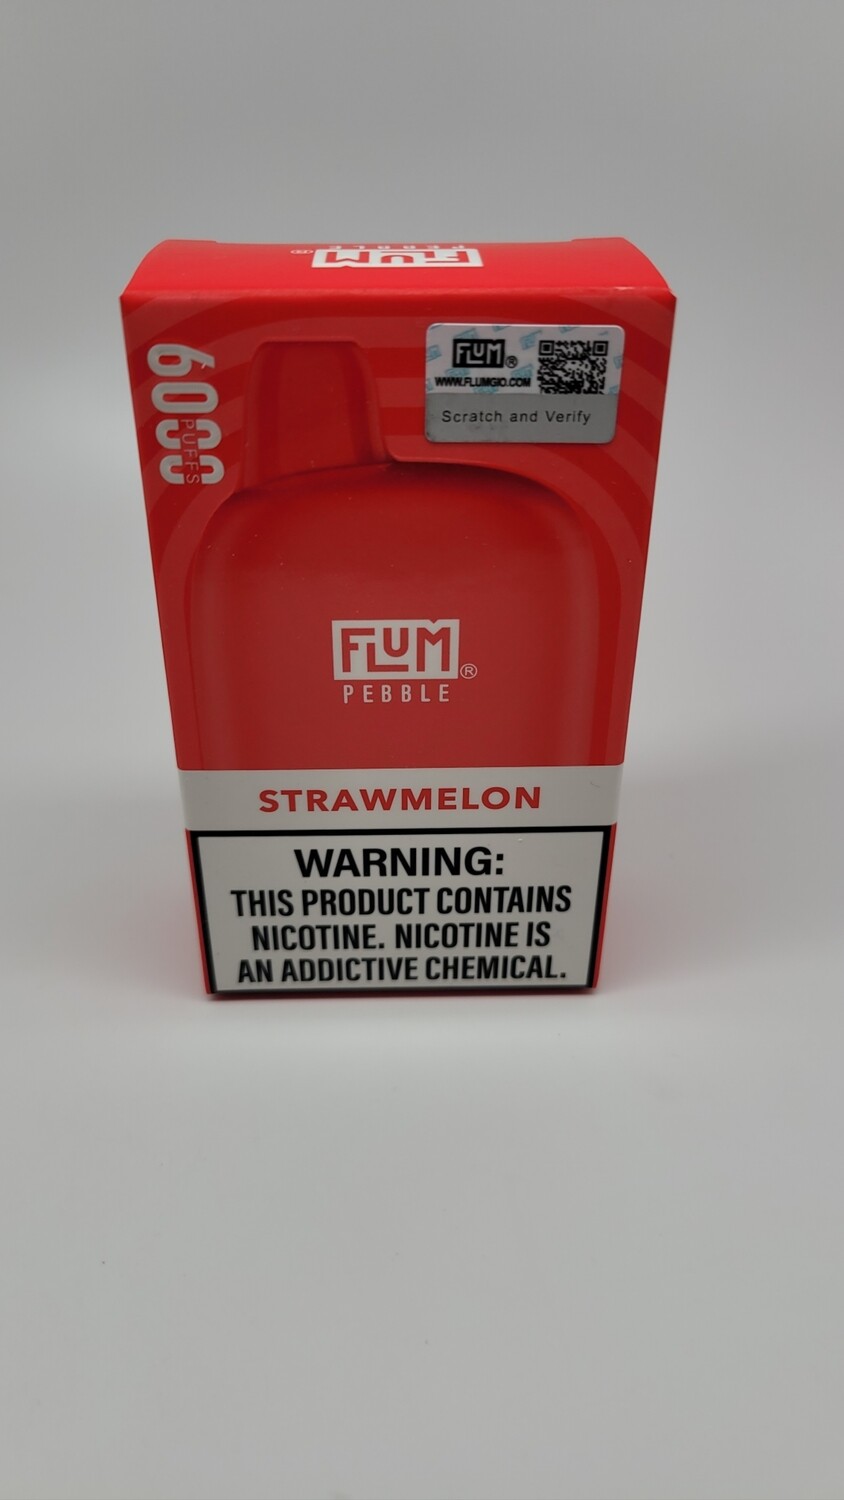 FLUM®
PEBBLE
6000
PUFFS
FLUM®
WWW.FLUMGIO.COM
Scratch and Verify
FLUM®
PEBBLE
STRAWMELON
WARNING:
THIS PRODUCT CONTAINS
NICOTINE. NICOTINE IS
AN ADDICTIVE CHEMICAL.